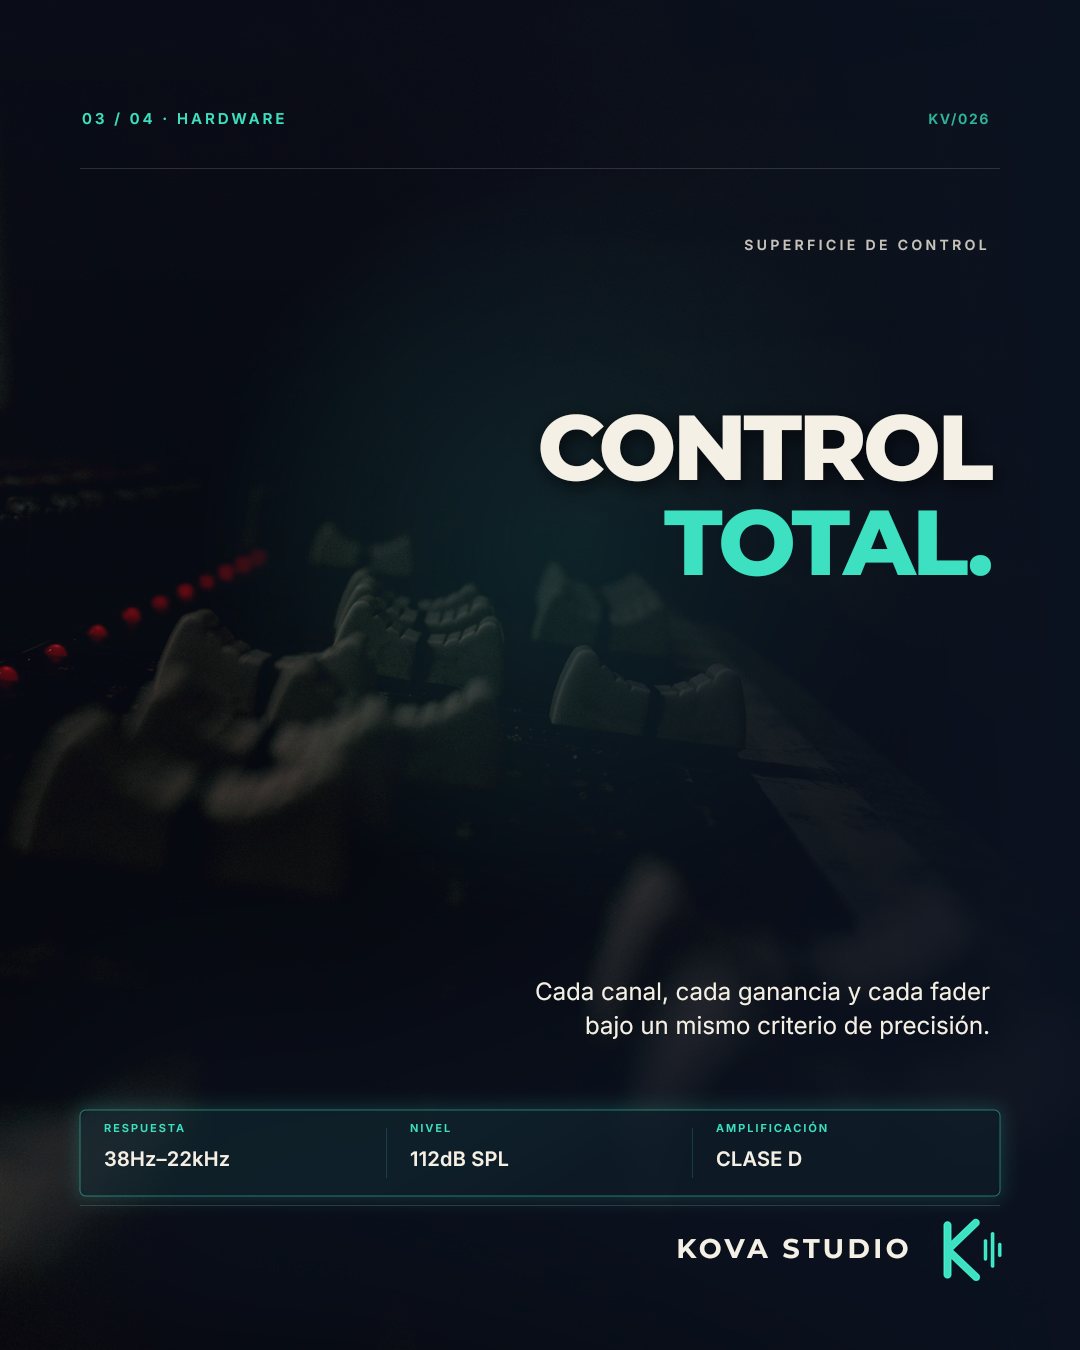 03 / 04 · HARDWARE
KV/026
SUPERFICIE DE CONTROL
CONTROL
TOTAL.
Cada canal, cada ganancia y cada fader
bajo un mismo criterio de precisión.
RESPUESTA
38Hz–22kHz
NIVEL
112dB SPL
AMPLIFICACIÓN
CLASE D
KOVA STUDIO